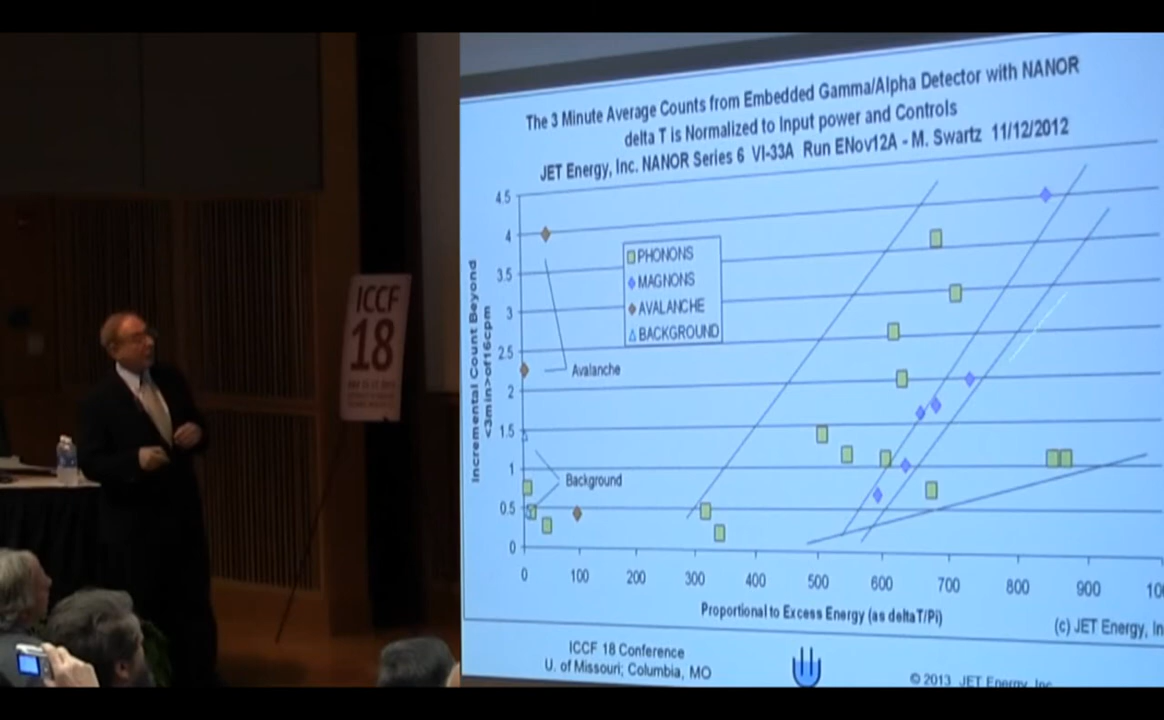 The 3 Minute Average Counts from Embedded Gamma/Alpha Detector with NANOR
delta T is Normalized to Input power and Controls
JET Energy, Inc. NANOR Series 6 VI-33A Run ENov12A - M. Swartz 11/12/2012
Incremental Count Beyond
<3min>of16cpm
4.5
4
3.5
3
2.5
2
1.5
1
0.5
0
PHONONS
MAGNONS
AVALANCHE
BACKGROUND
Avalanche
Background
0 100 200 300 400 500 600 700 800 900
Proportional to Excess Energy (as deltaT/Pi)
(c) JET Energy, In
ICCF 18 Conference
U. of Missouri; Columbia, MO
© 2013 JET Energy, Inc
ICCF
18